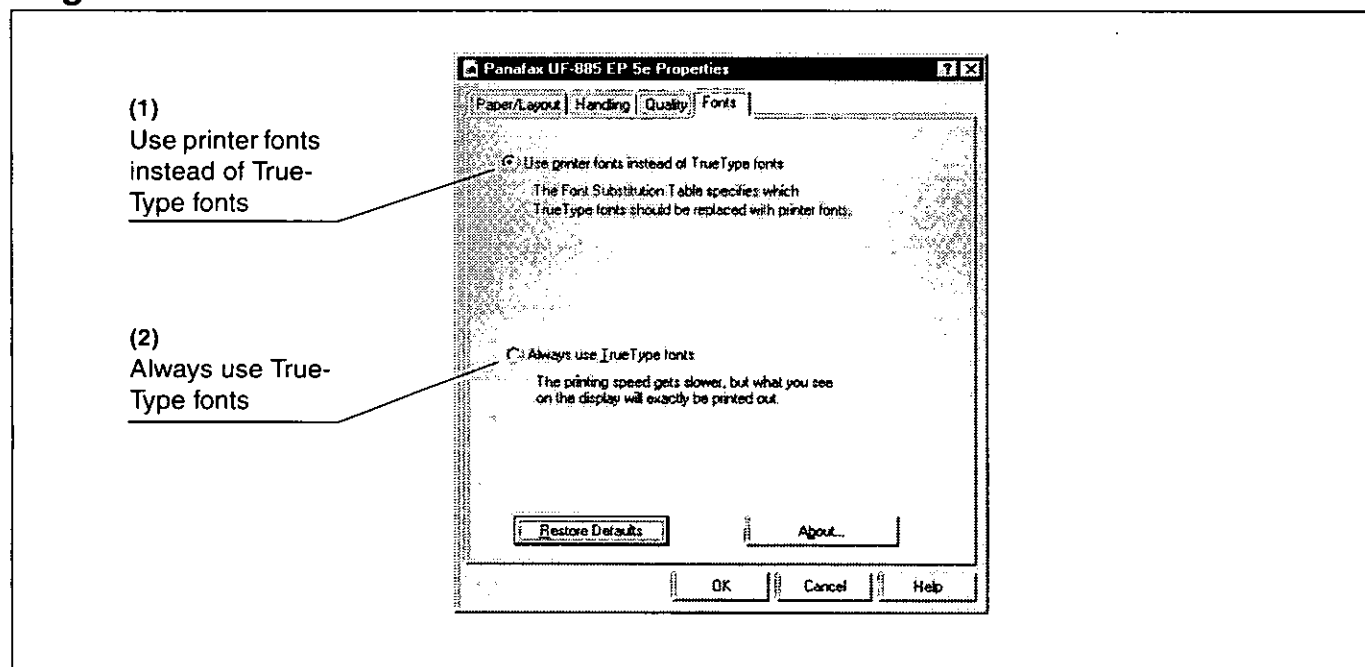 Panafax UF-885 EP 5e Properties
Paper/Layout Handling Quality Fonts
(1)
Use printer fonts
instead of True-
Type fonts
Use printer fonts instead of TrueType fonts
The Font Substitution Table specifies which
TrueType fonts should be replaced with printer fonts.
(2)
Always use True-
Type fonts
Always use TrueType fonts
The printing speed gets slower, but what you see
on the display will exactly be printed out.
Restore Defaults About...
OK Cancel Help